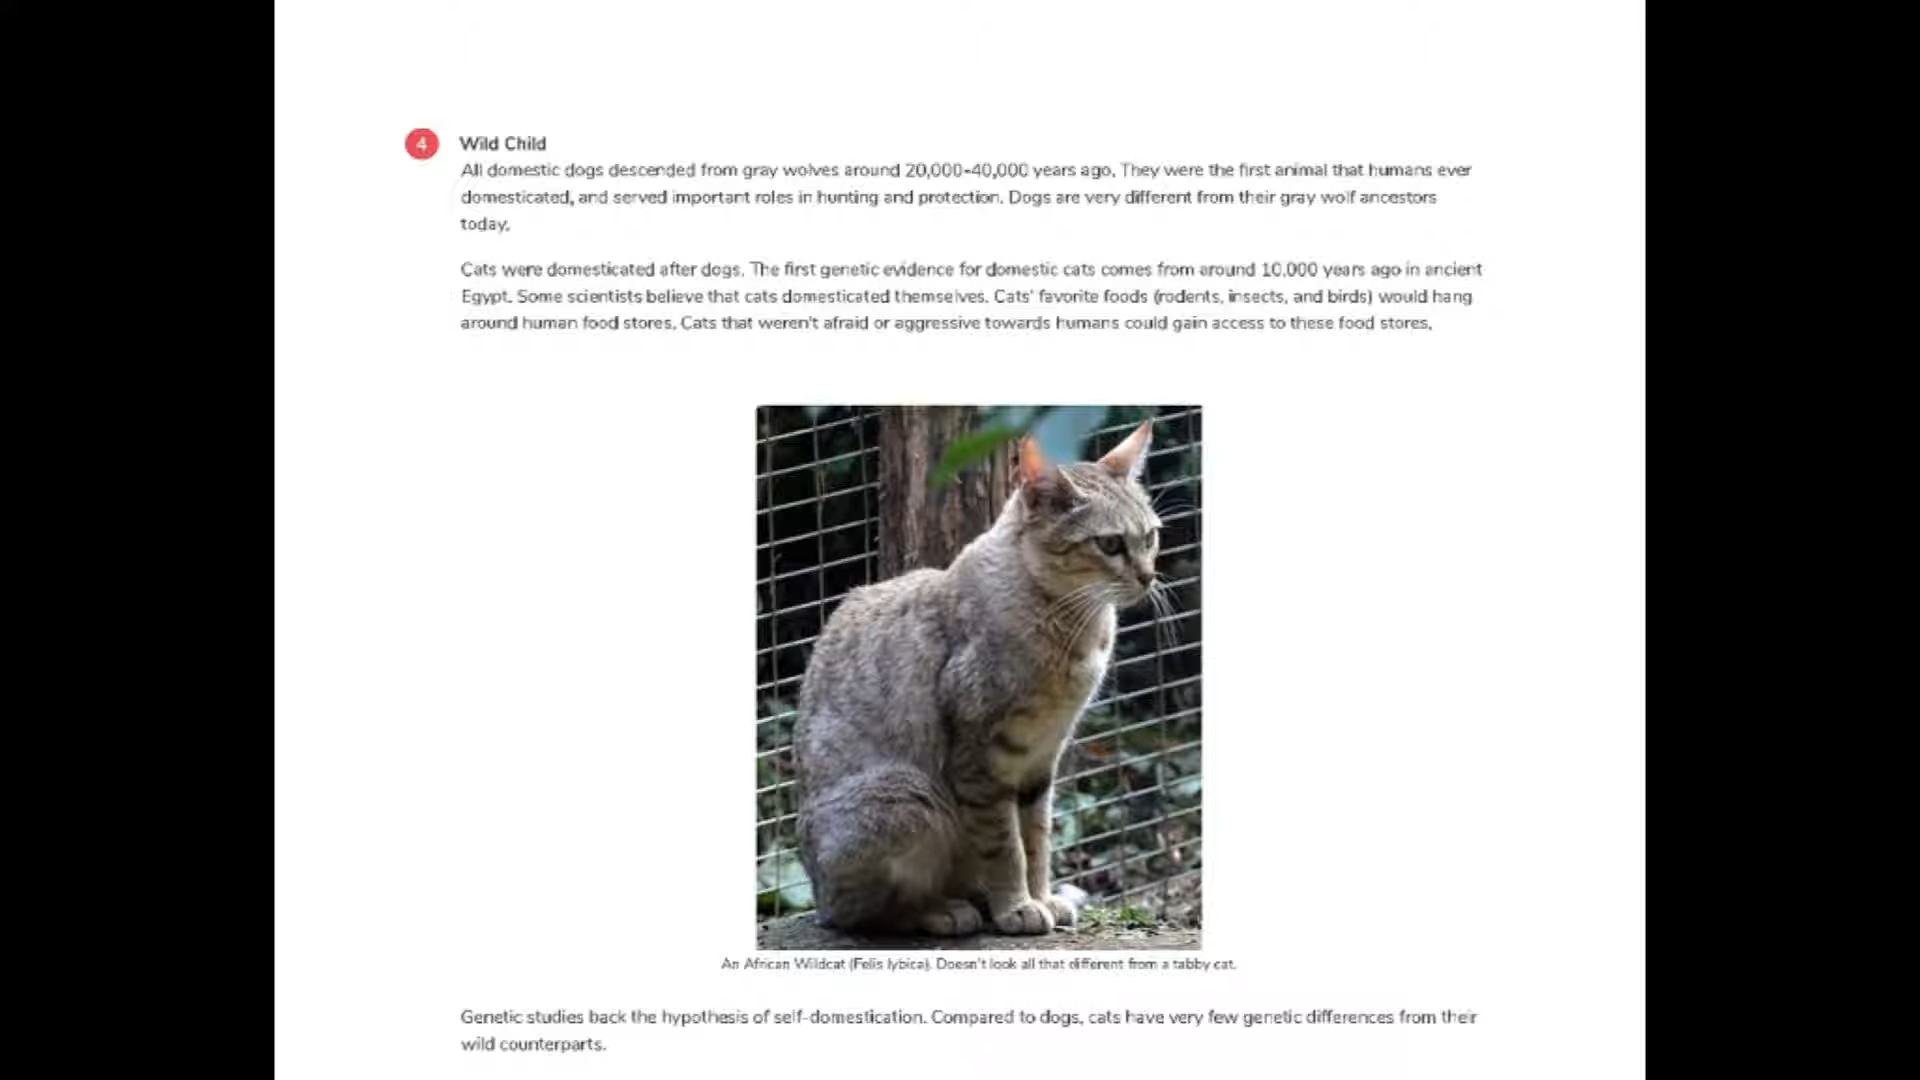 4
Wild Child
All domestic dogs descended from gray wolves around 20,000-40,000 years ago. They were the first animal that humans ever
domesticated, and served important roles in hunting and protection. Dogs are very different from their gray wolf ancestors
today.
Cats were domesticated after dogs. The first genetic evidence for domestic cats comes from around 10,000 years ago in ancient
Egypt. Some scientists believe that cats domesticated themselves. Cats' favorite foods (rodents, insects, and birds) would hang
around human food stores. Cats that weren't afraid or aggressive towards humans could gain access to these food stores.
An African Wildcat (Felis lybica). Doesn't look all that different from a tabby cat.
Genetic studies back the hypothesis of self-domestication. Compared to dogs, cats have very few genetic differences from their
wild counterparts.